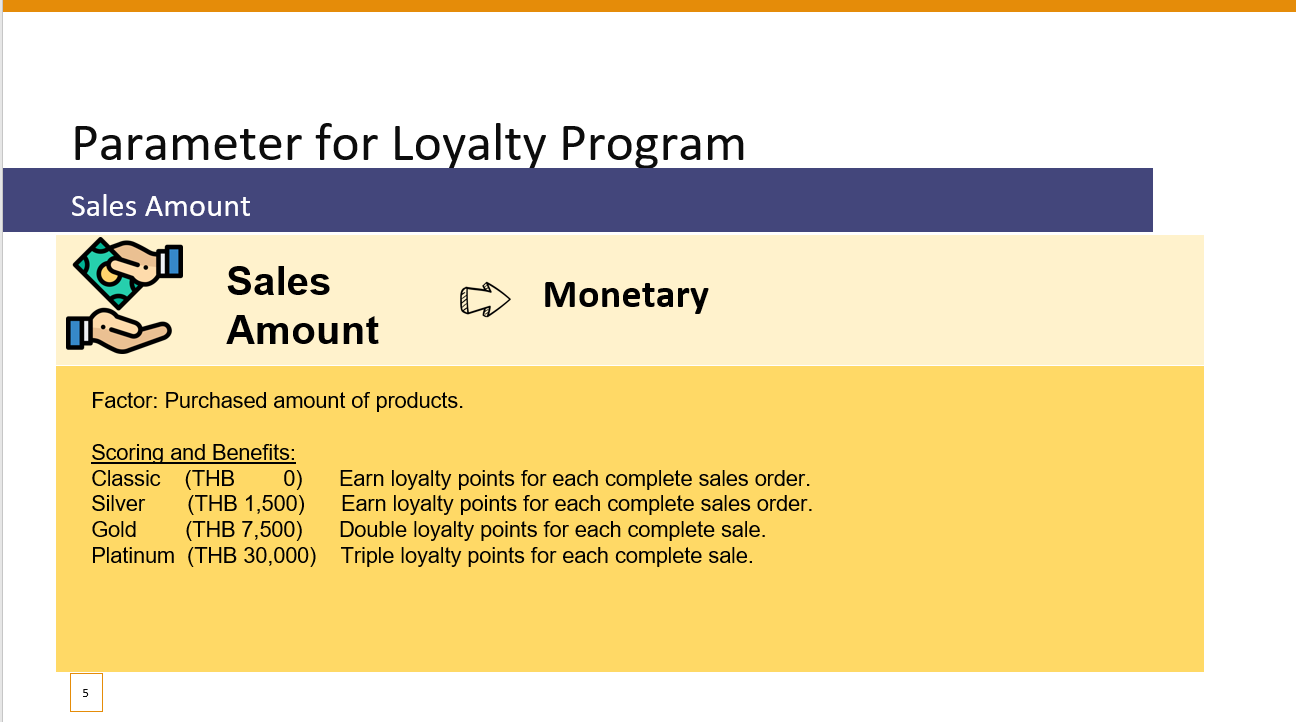 Parameter for Loyalty Program
Sales Amount
Sales
Amount
Monetary
Factor: Purchased amount of products.
Scoring and Benefits:
Classic (THB 0) Earn loyalty points for each complete sales order.
Silver (THB 1,500) Earn loyalty points for each complete sales order.
Gold (THB 7,500) Double loyalty points for each complete sale.
Platinum (THB 30,000) Triple loyalty points for each complete sale.
5